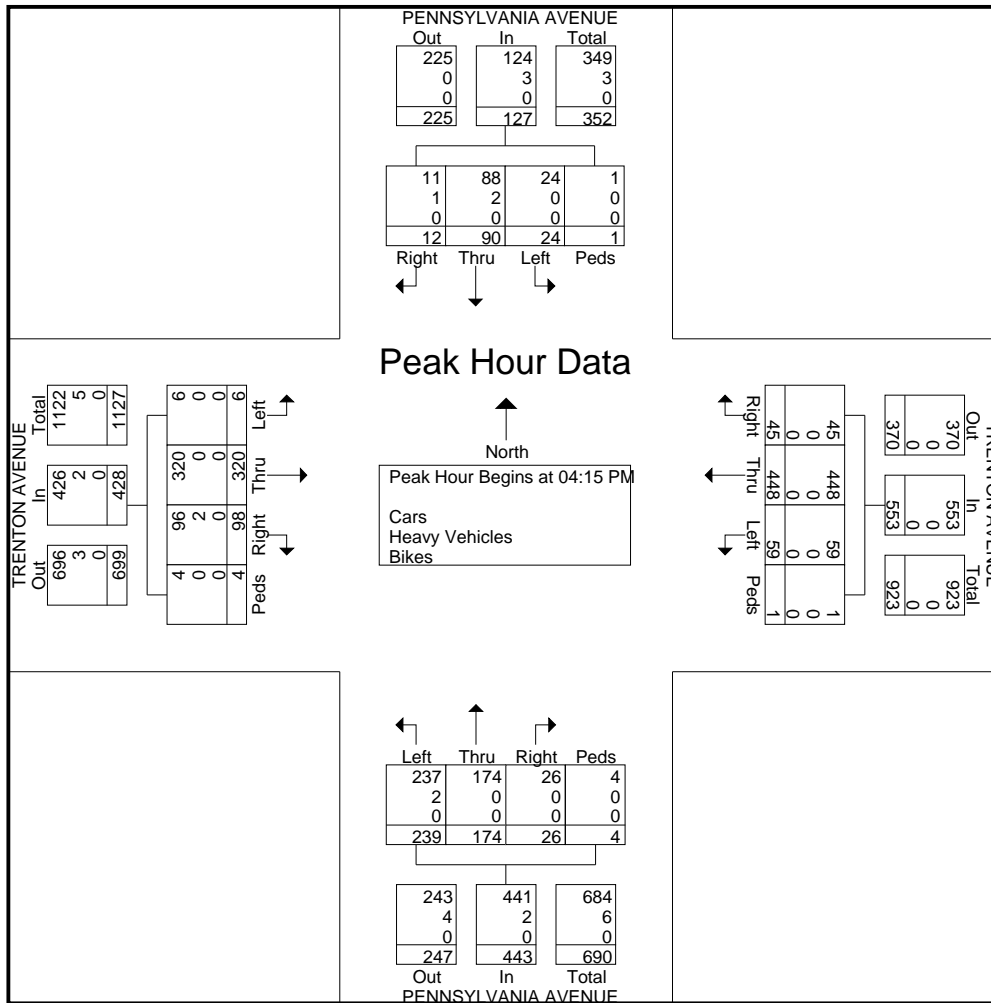 PENNSYLVANIA AVENUE
Out In Total
225 124 349
0 3 3
0 0 0
225 127 352
11 88 24 1
1 2 0 0
0 0 0 0
12 90 24 1
Right Thru Left Peds
Peak Hour Data
North
Peak Hour Begins at 04:15 PM
Cars
Heavy Vehicles
Bikes
TRENTON AVENUE
Total In Out
1122 426 696
5 2 3
0 0 0
1127 428 699
6 320 96 4
0 0 2 0
0 0 0 0
6 320 98 4
Left Thru Right Peds
Right Thru Left Peds
45 448 59 1
0 0 0 0
0 0 0 0
45 448 59 1
370 553 923
0 0 0
0 0 0
370 553 923
Out In Total
TRENTON AVENUE
Left Thru Right Peds
237 174 26 4
2 0 0 0
0 0 0 0
239 174 26 4
243 441 684
4 2 6
0 0 0
247 443 690
Out In Total
PENNSYLVANIA AVENUE